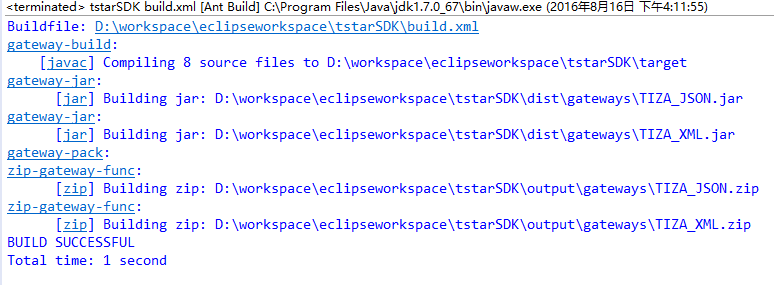 <terminated> tstarSDK build.xml [Ant Build] C:\Program Files\Java\jdk1.7.0_67\bin\javaw.exe (2016年8月16日 下午4:11:55)
Buildfile: D:\workspace\eclipseworkspace\tstarSDK\build.xml
gateway-build:
[javac] Compiling 8 source files to D:\workspace\eclipseworkspace\tstarSDK\target
gateway-jar:
[jar] Building jar: D:\workspace\eclipseworkspace\tstarSDK\dist\gateways\TIZA_JSON.jar
gateway-jar:
[jar] Building jar: D:\workspace\eclipseworkspace\tstarSDK\dist\gateways\TIZA_XML.jar
gateway-pack:
zip-gateway-func:
[zip] Building zip: D:\workspace\eclipseworkspace\tstarSDK\output\gateways\TIZA_JSON.zip
zip-gateway-func:
[zip] Building zip: D:\workspace\eclipseworkspace\tstarSDK\output\gateways\TIZA_XML.zip
BUILD SUCCESSFUL
Total time: 1 second